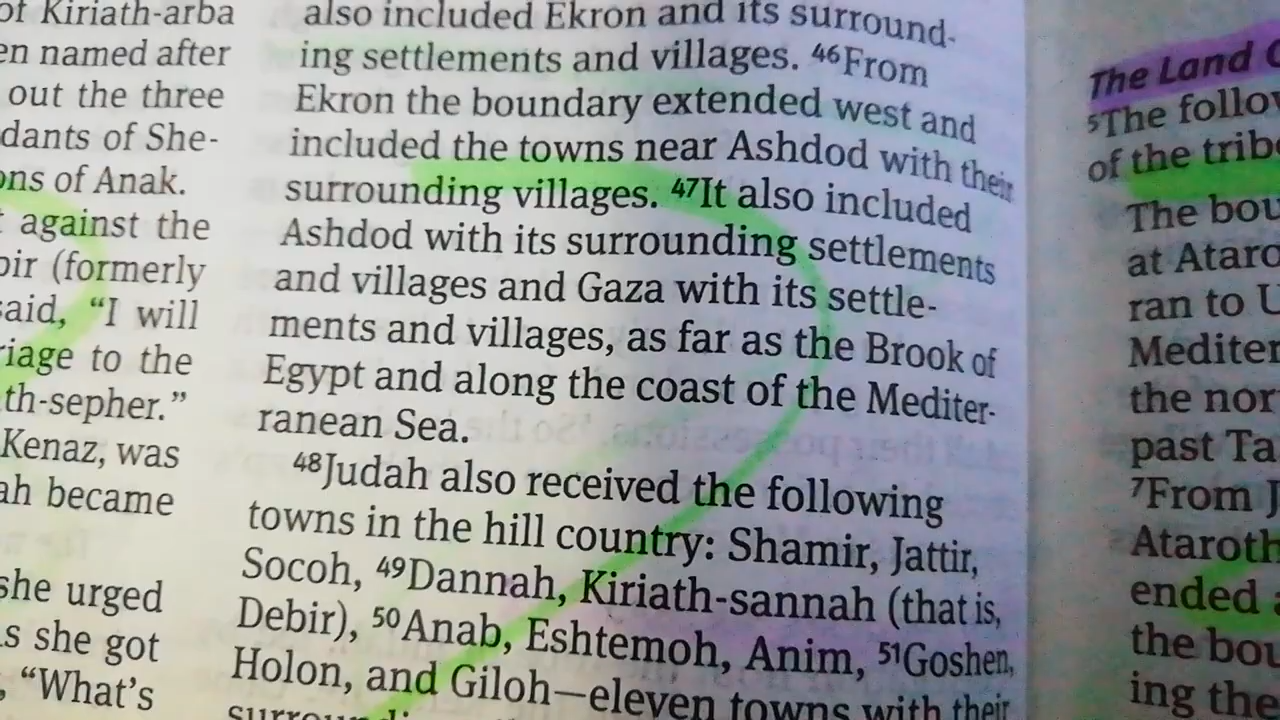 of Kiriath-arba
en named after
out the three
dants of She-
ons of Anak.
against the
oir (formerly
said, “I will
riage to the
th-sepher.”
Kenaz, was
ah became
she urged
s she got
, “What’s
also included Ekron and its surround-
ing settlements and villages. 46From
Ekron the boundary extended west and
included the towns near Ashdod with their
surrounding villages. 47It also included
Ashdod with its surrounding settlements
and villages and Gaza with its settle-
ments and villages, as far as the Brook of
Egypt and along the coast of the Mediter-
ranean Sea.
48Judah also received the following
towns in the hill country: Shamir, Jattir,
Socoh, 49Dannah, Kiriath-sannah (that is,
Debir), 50Anab, Eshtemoh, Anim, 51Goshen,
Holon, and Giloh—eleven towns with their
The Land
5The follow
of the tribe
The bou
at Ataro
ran to U
Mediter
the nor
past Ta
7From J
Ataroth
ended
the bou
ing the